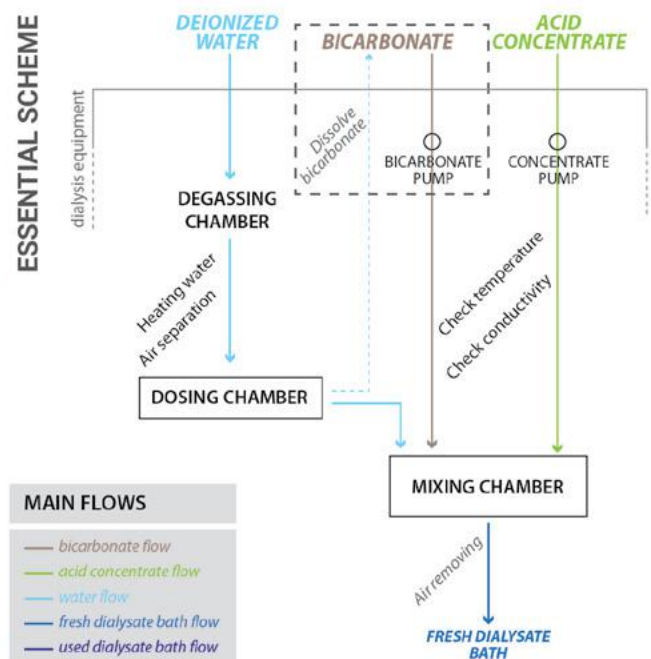 ESSENTIAL SCHEME
DEIONIZED
WATER
BICARBONATE
ACID
CONCENTRATE
dialysis equipment
Dissolve
bicarbonate
BICARBONATE
PUMP
CONCENTRATE
PUMP
DEGASSING
CHAMBER
Heating water
Air separation
Check temperature
Check conductivity
DOSING CHAMBER
MIXING CHAMBER
MAIN FLOWS
bicarbonate flow
acid concentrate flow
water flow
fresh dialysate bath flow
used dialysate bath flow
Air removing
FRESH DIALYSATE
BATH